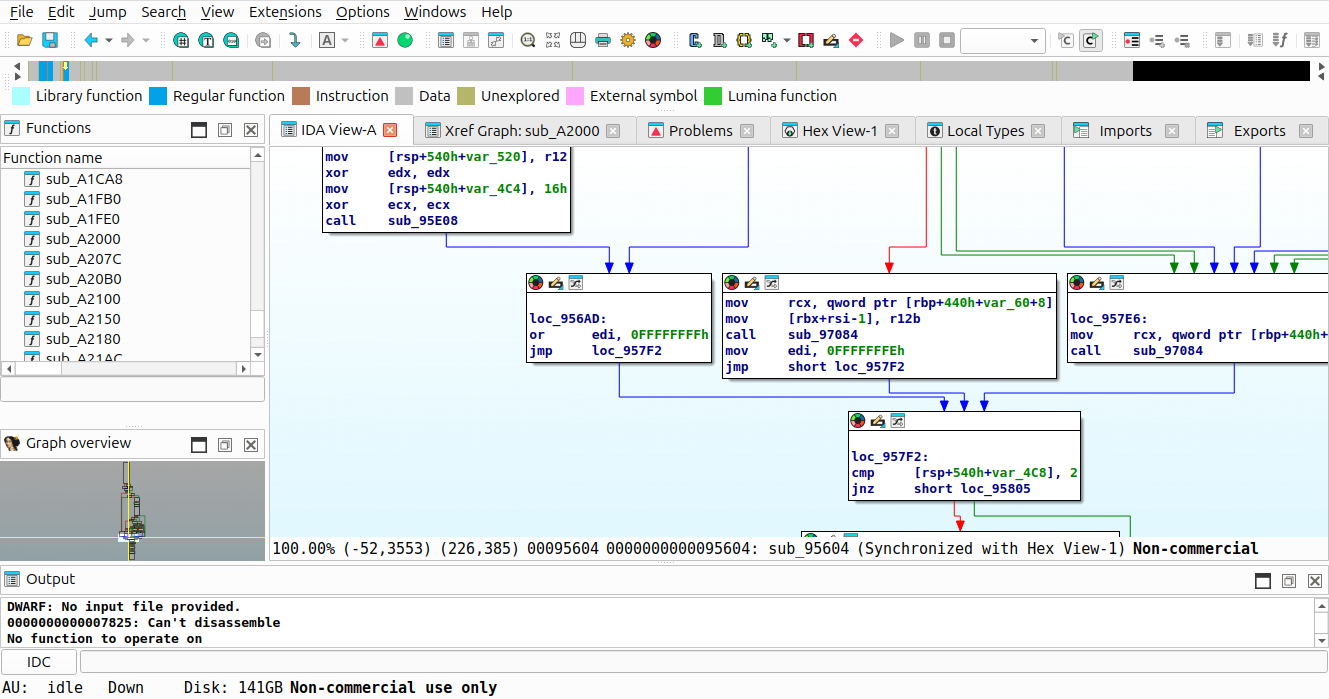 File Edit Jump Search View Extensions Options Windows Help
Library function Regular function Instruction Data Unexplored External symbol Lumina function
Functions
IDA View-A Xref Graph: sub_A2000 Problems Hex View-1 Local Types Imports Exports
Function name
sub_A1CA8
sub_A1FB0
sub_A1FE0
sub_A2000
sub_A207C
sub_A20B0
sub_A2100
sub_A2150
sub_A2180
sub_A21AC
Graph overview
mov [rsp+540h+var_520], r12
xor edx, edx
mov [rsp+540h+var_4C4], 16h
xor ecx, ecx
call sub_95E08
loc_956AD:
or edi, 0FFFFFFFFh
jmp loc_957F2
mov rcx, qword ptr [rbp+440h+var_60+8]
mov [rbx+rsi-1], r12b
call sub_97084
mov edi, 0FFFFFFFEh
jmp short loc_957F2
loc_957E6:
mov rcx, qword ptr [rbp+440h+
call sub_97084
loc_957F2:
cmp [rsp+540h+var_4C8], 2
jnz short loc_95805
100.00% (-52,3553) (226,385) 00095604 0000000000095604: sub_95604 (Synchronized with Hex View-1) Non-commercial
Output
DWARF: No input file provided.
0000000000007825: Can't disassemble
No function to operate on
IDC
AU: idle Down Disk: 141GB Non-commercial use only